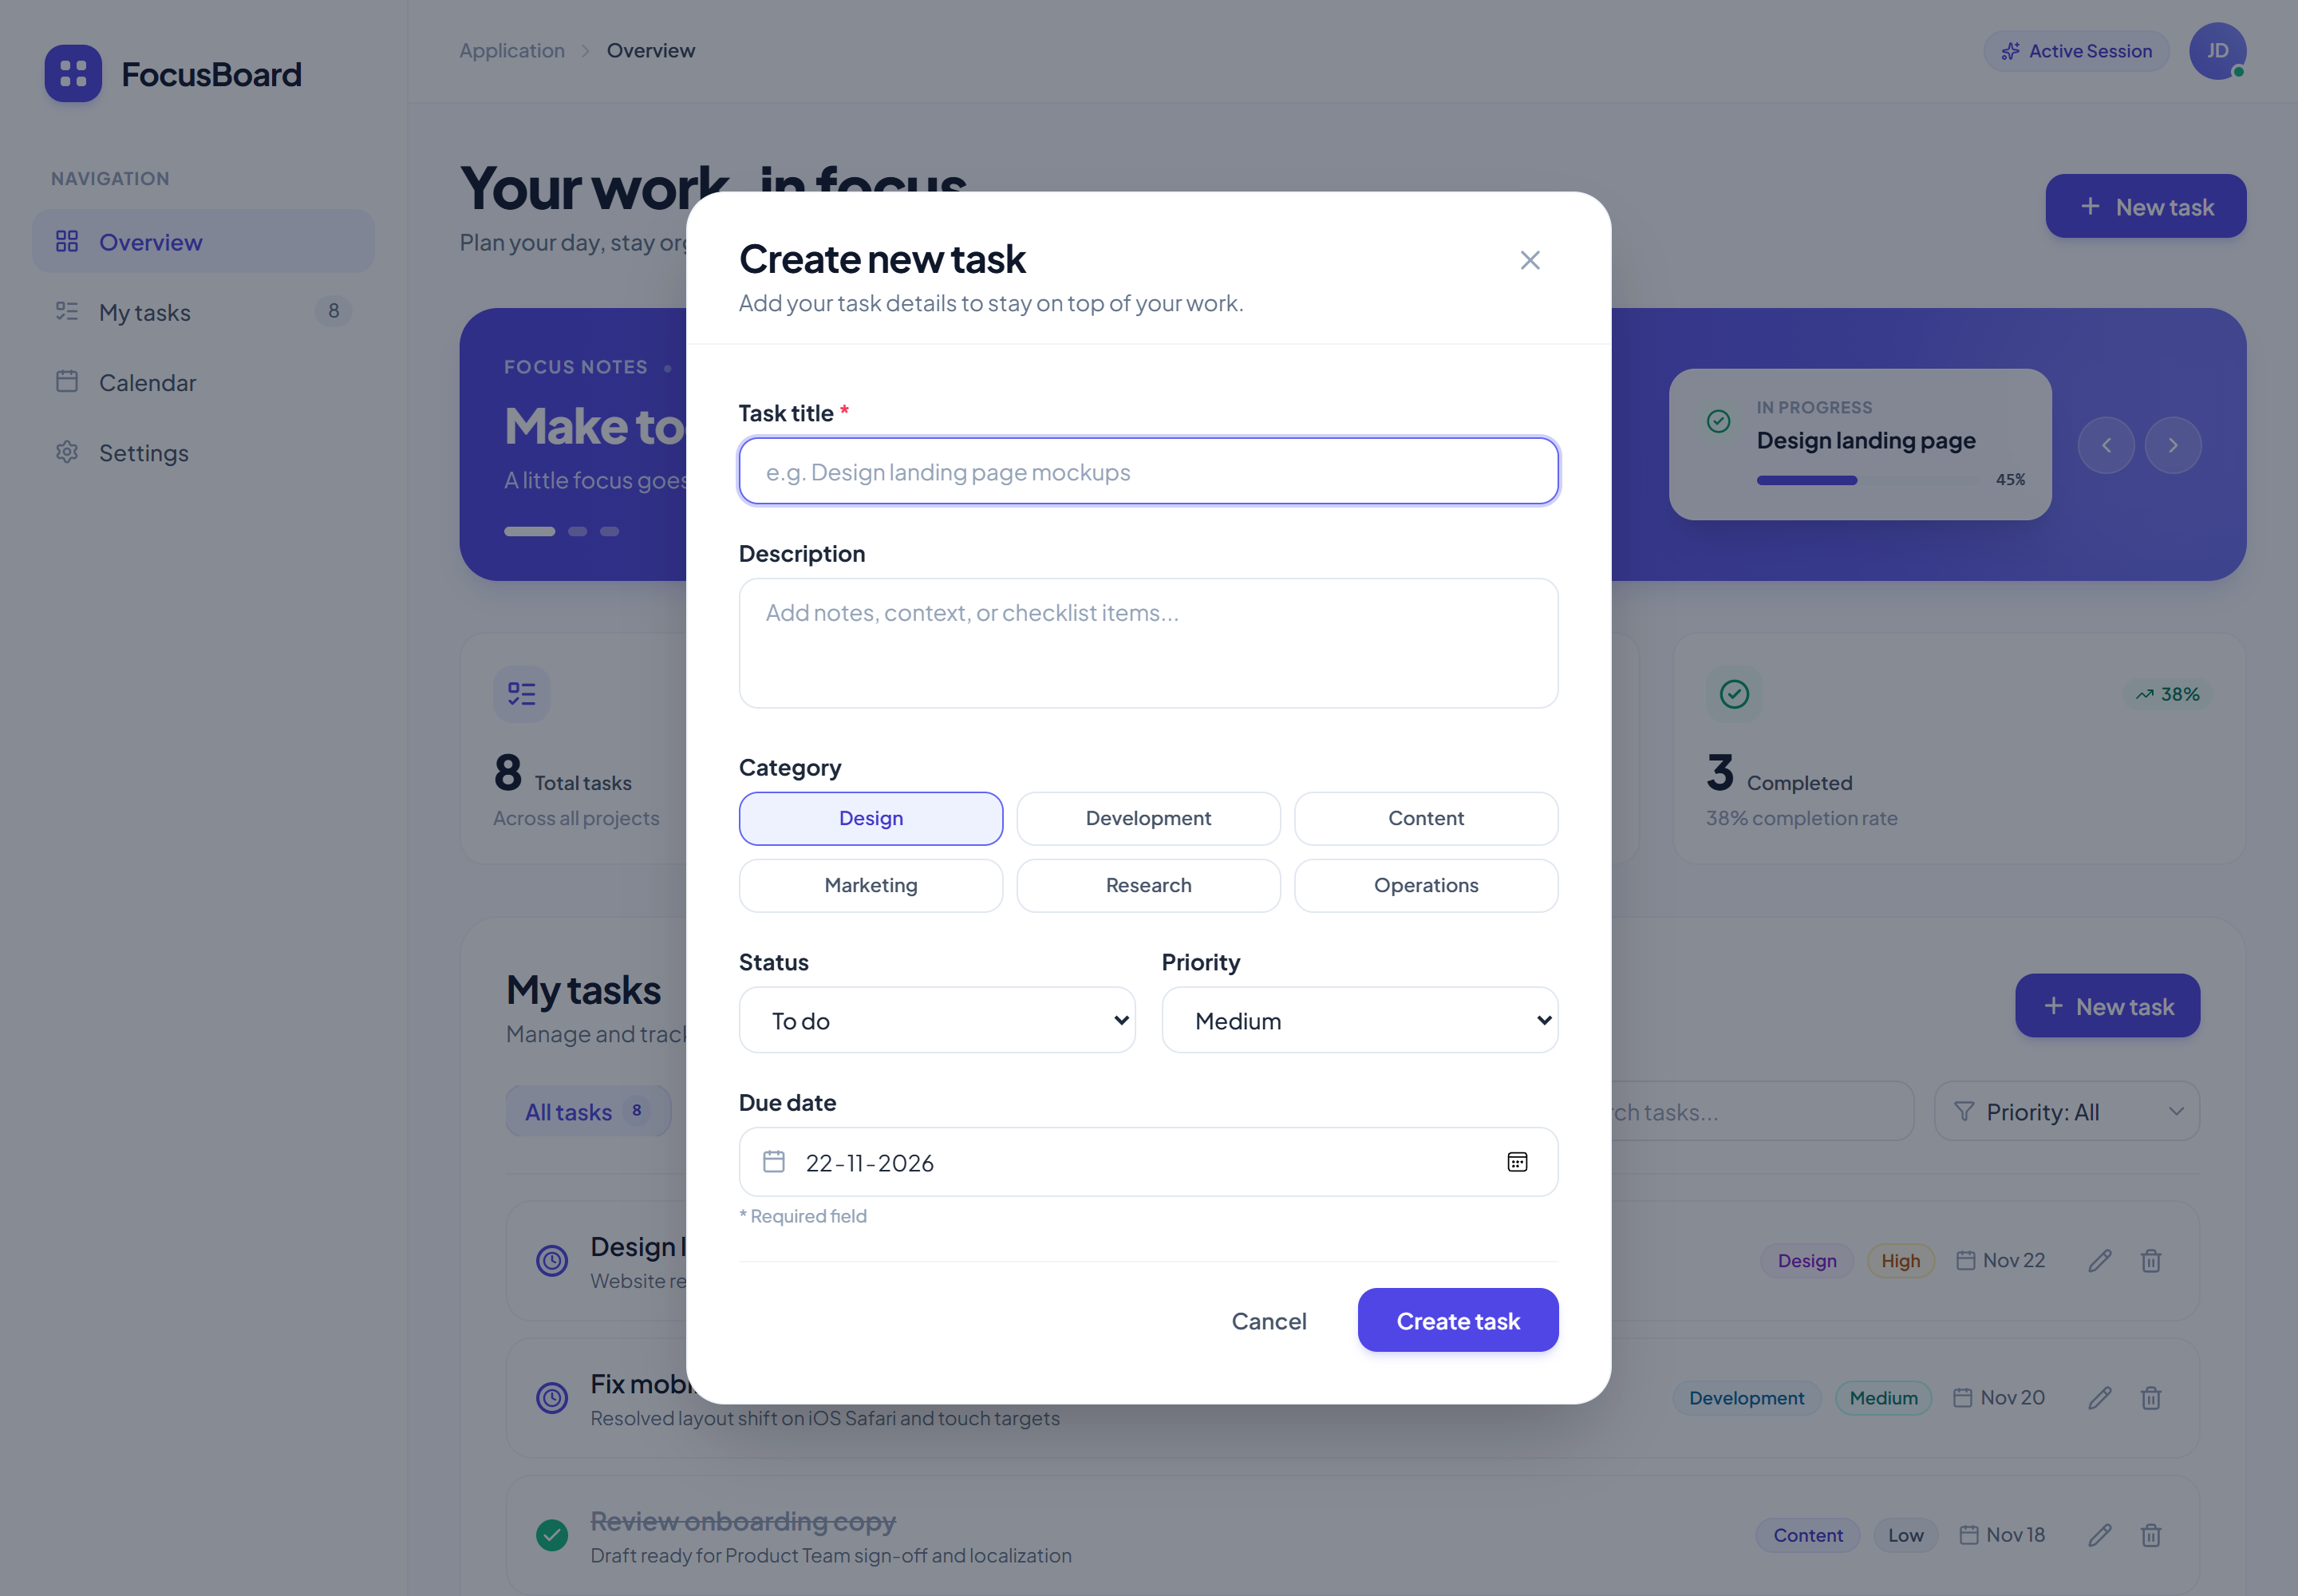 FocusBoard
NAVIGATION
Overview
My tasks 8
Calendar
Settings
Application > Overview
Active Session
JD
Your work, in focus
Plan your day, stay
New task
FOCUS NOTES
Make
A little focus goes
IN PROGRESS
Design landing page
45%
8 Total tasks
Across all projects
38%
3 Completed
38% completion rate
My tasks
Manage and
New task
All tasks 8
tasks...
Priority: All
Design
Website
Design High Nov 22
Fix
Resolved layout shift on iOS Safari and touch targets
Development Medium Nov 20
Review onboarding copy
Draft ready for Product Team sign-off and localization
Content Low Nov 18
Create new task
Add your task details to stay on top of your work.
Task title *
e.g. Design landing page mockups
Description
Add notes, context, or checklist items...
Category
Design Development Content
Marketing Research Operations
Status Priority
To do Medium
Due date
22-11-2026
* Required field
Cancel Create task